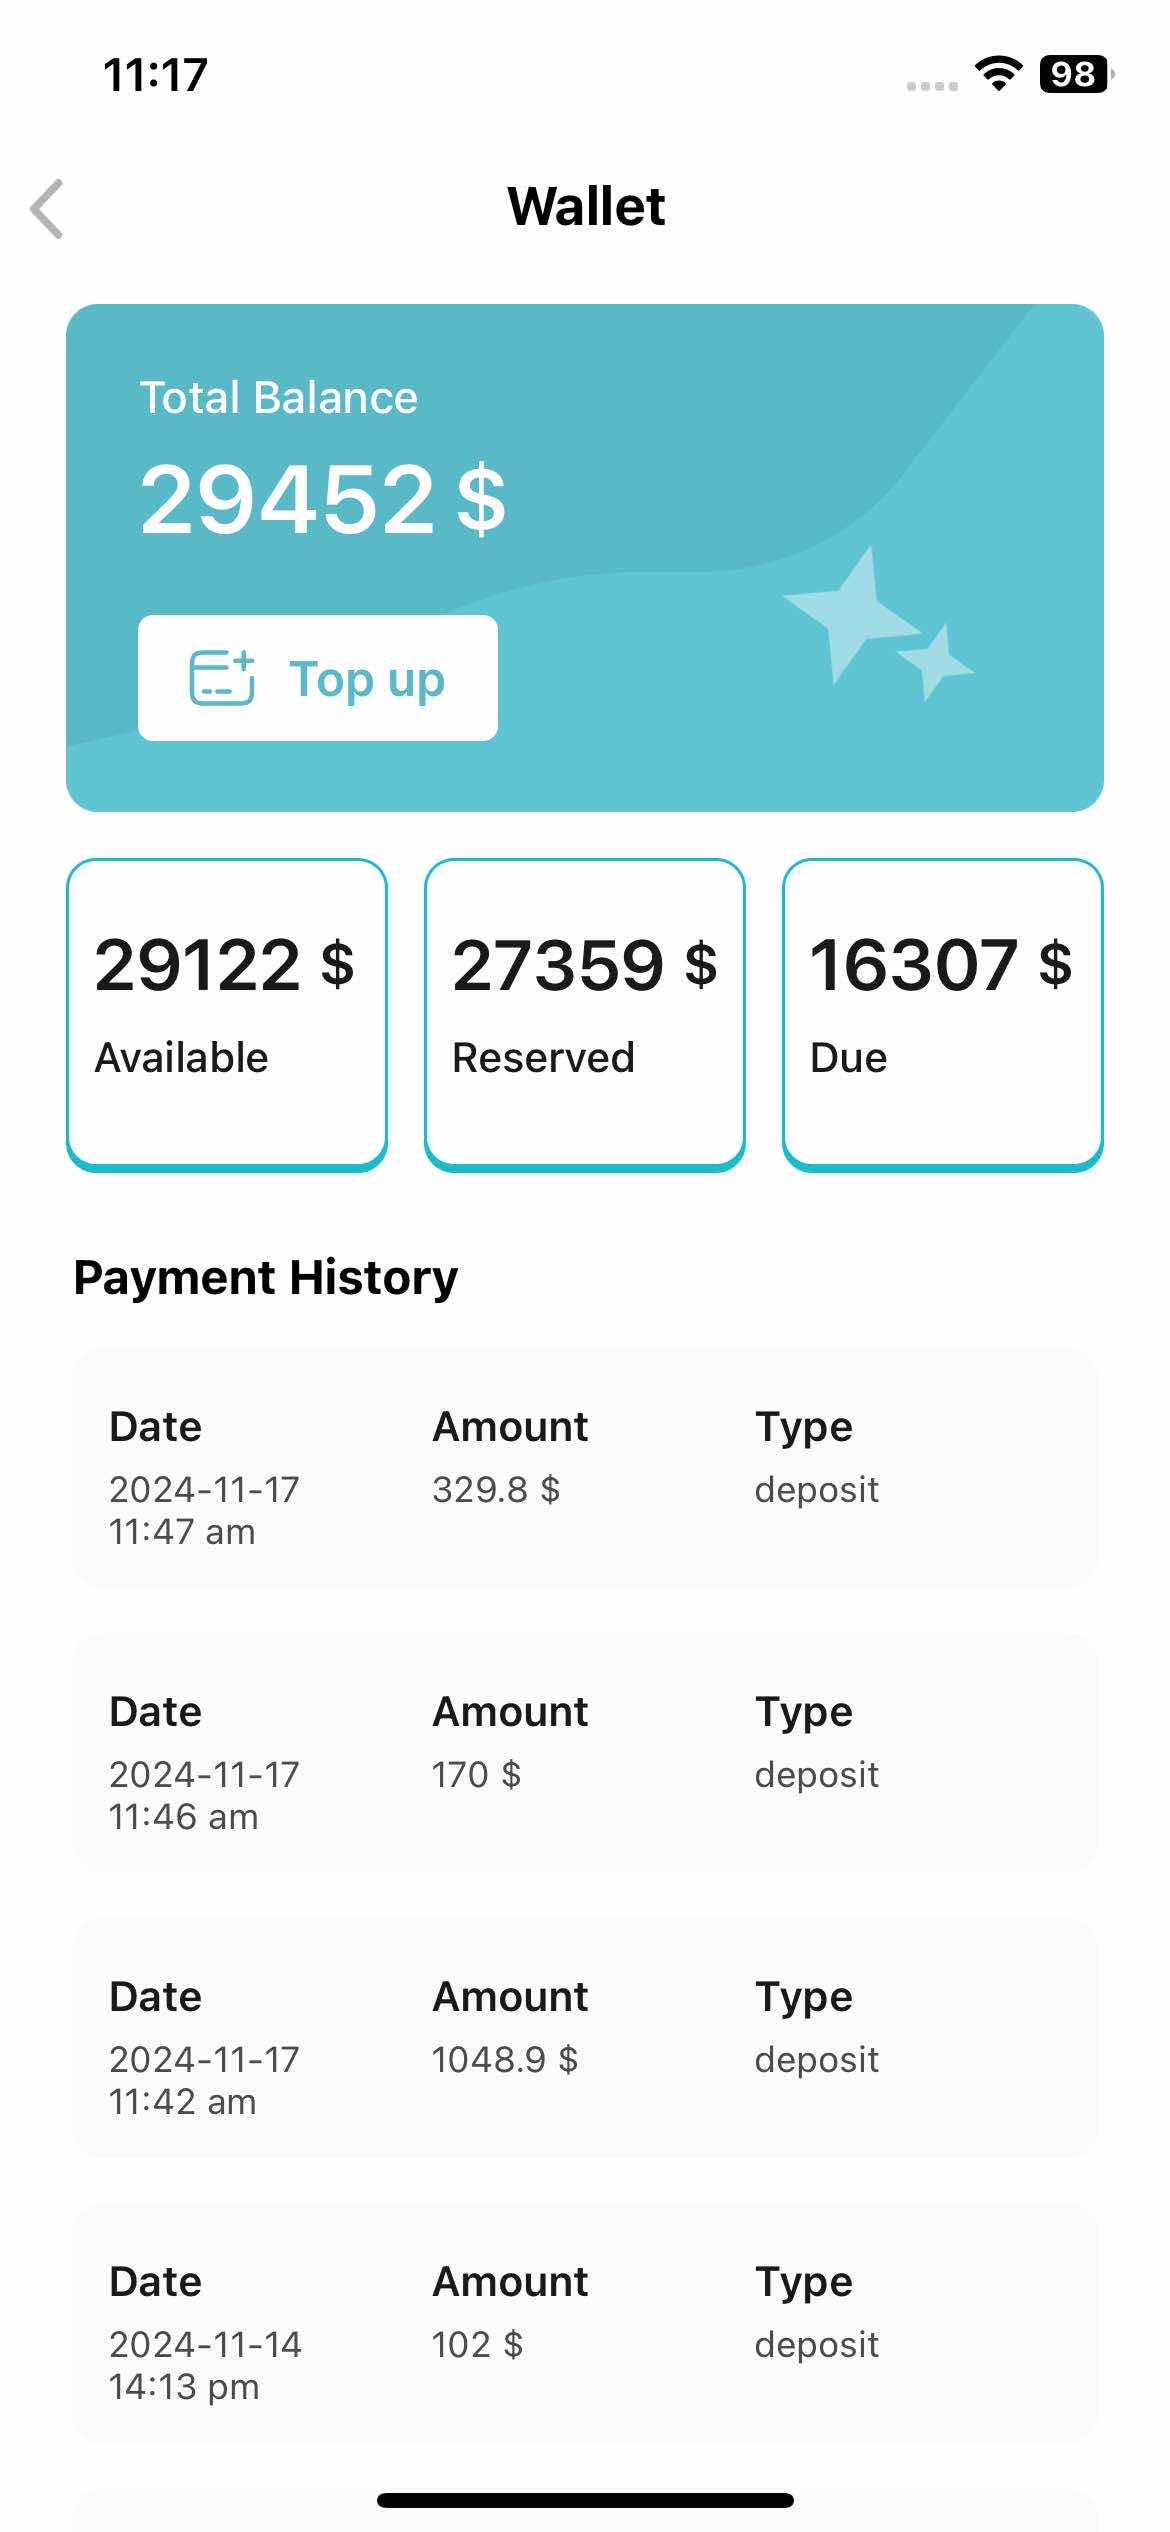 11:17
98
Wallet
Total Balance
29452 $
Top up
29122 $
27359 $
16307 $
Available
Reserved
Due
Payment History
Date Amount Type
2024-11-17 329.8 $ deposit
11:47 am
Date Amount Type
2024-11-17 170 $ deposit
11:46 am
Date Amount Type
2024-11-17 1048.9 $ deposit
11:42 am
Date Amount Type
2024-11-14 102 $ deposit
14:13 pm